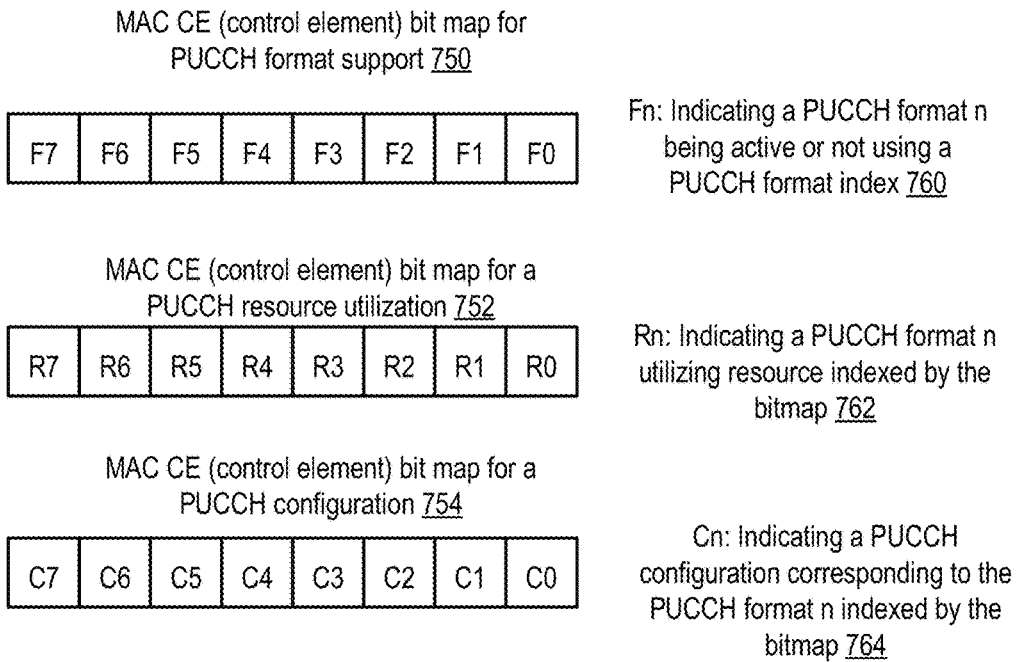 MAC CE (control element) bit map for
PUCCH format support 750
F7 F6 F5 F4 F3 F2 F1 F0
Fn: Indicating a PUCCH format n
being active or not using a
PUCCH format index 760
MAC CE (control element) bit map for a
PUCCH resource utilization 752
R7 R6 R5 R4 R3 R2 R1 R0
Rn: Indicating a PUCCH format n
utilizing resource indexed by the
bitmap 762
MAC CE (control element) bit map for a
PUCCH configuration 754
C7 C6 C5 C4 C3 C2 C1 C0
Cn: Indicating a PUCCH
configuration corresponding to the
PUCCH format n indexed by the
bitmap 764